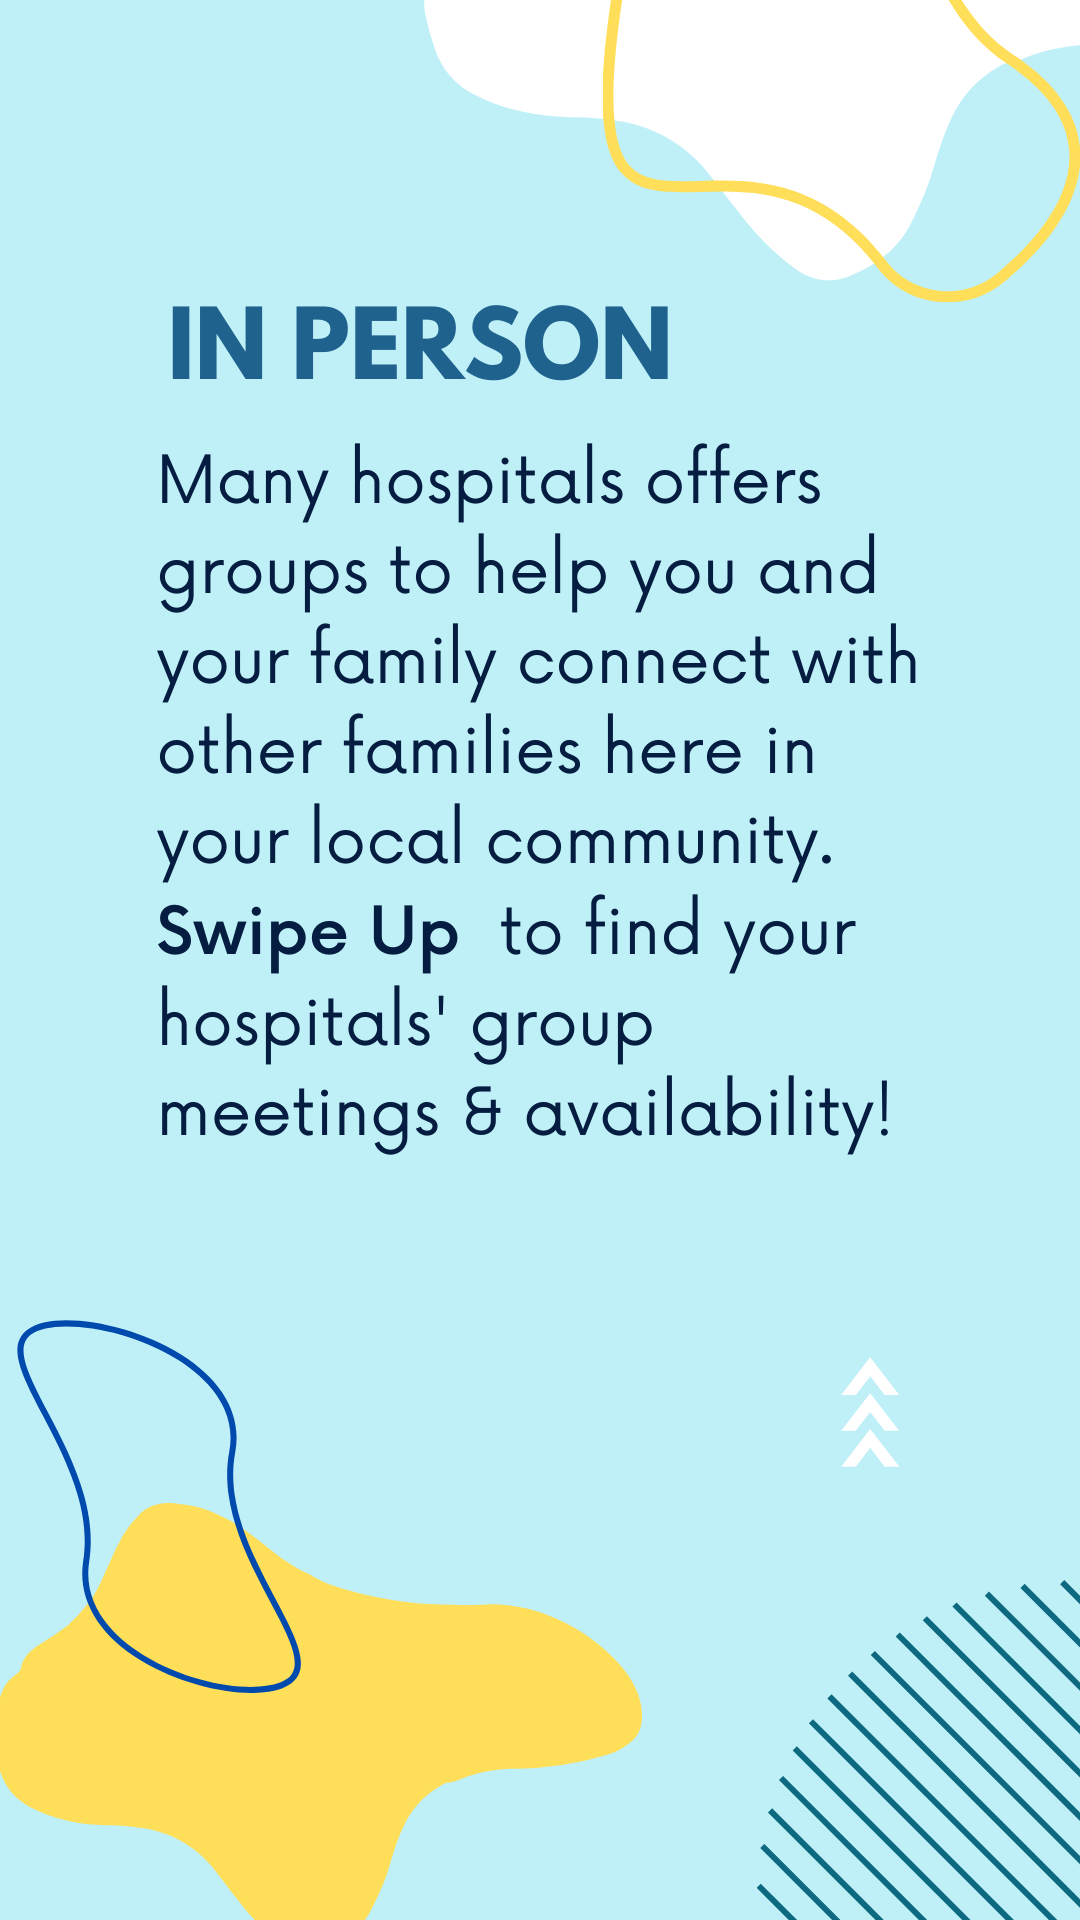 IN PERSON
Many hospitals offers
groups to help you and
your family connect with
other families here in
your local community.
Swipe Up  to find your
hospitals' group
meetings & availability!